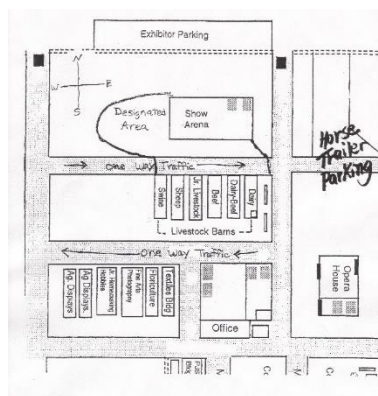 Exhibitor Parking
N
W E
S
Designated
Area
Show
Arena
Horse
Trailer
Parking
one way Traffic
Swine
Sheep
Jr. Livestock
Beef
Dairy-Beef
Dairy
Livestock Barns
one way Traffic
Ag. Displays
Ag Displays
Jr. Homemaking
Hobbies
Fine Arts
Photography
Floriculture
Textiles Bldg
Office
Opera
House